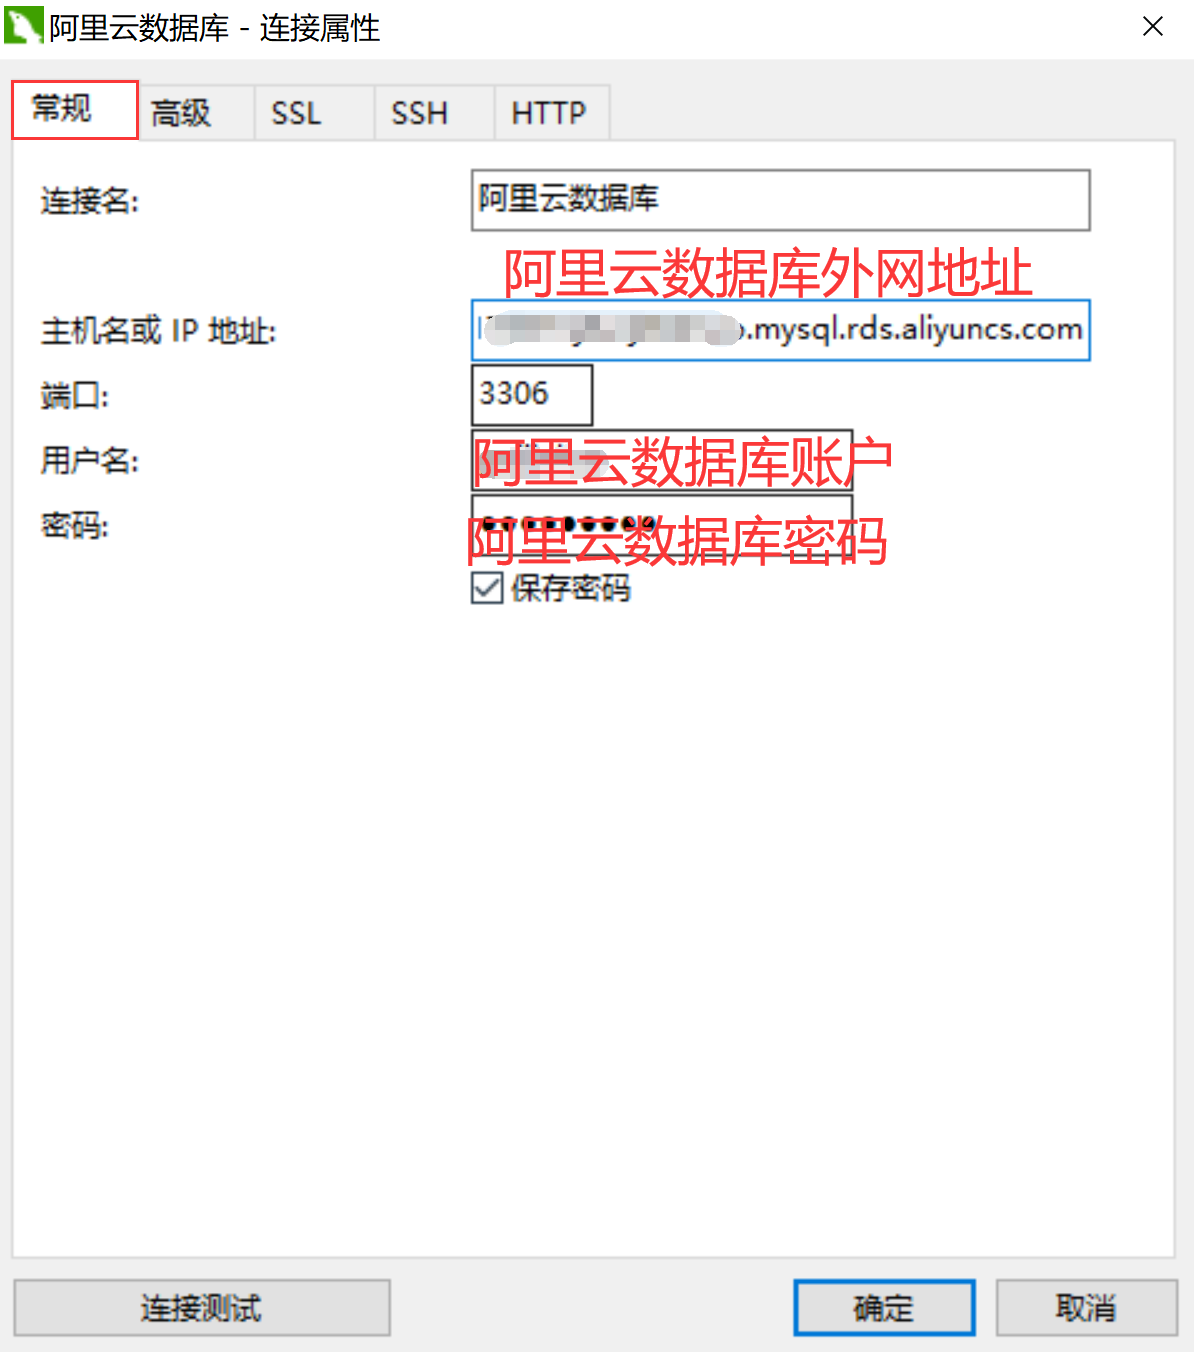 阿里云数据库 - 连接属性
常规 高级 SSL SSH HTTP
连接名: 阿里云数据库
阿里云数据库外网地址
主机名或 IP 地址: .mysql.rds.aliyuncs.com
端口: 3306
用户名: 阿里云数据库账户
密码: 阿里云数据库密码
保存密码
连接测试 确定 取消